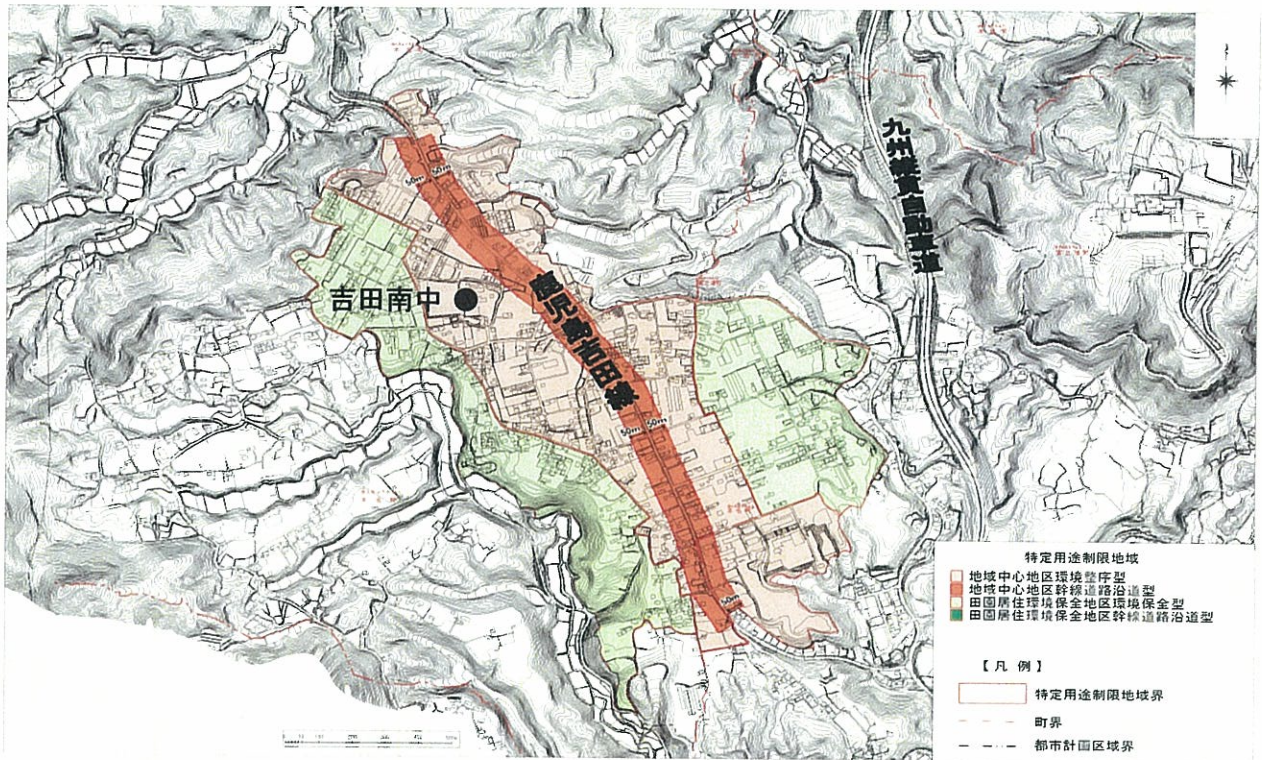 九州縦貫自動車道
50m 50m
吉田南中
鹿児島吉田線
50m 50m
50m
特定用途制限地域
地域中心地区環境整序型
地域中心地区幹線道路沿道型
田園居住環境保全地区環境保全型
田園居住環境保全地区幹線道路沿道型
【凡例】
特定用途制限地域界
町界
都市計画区域界